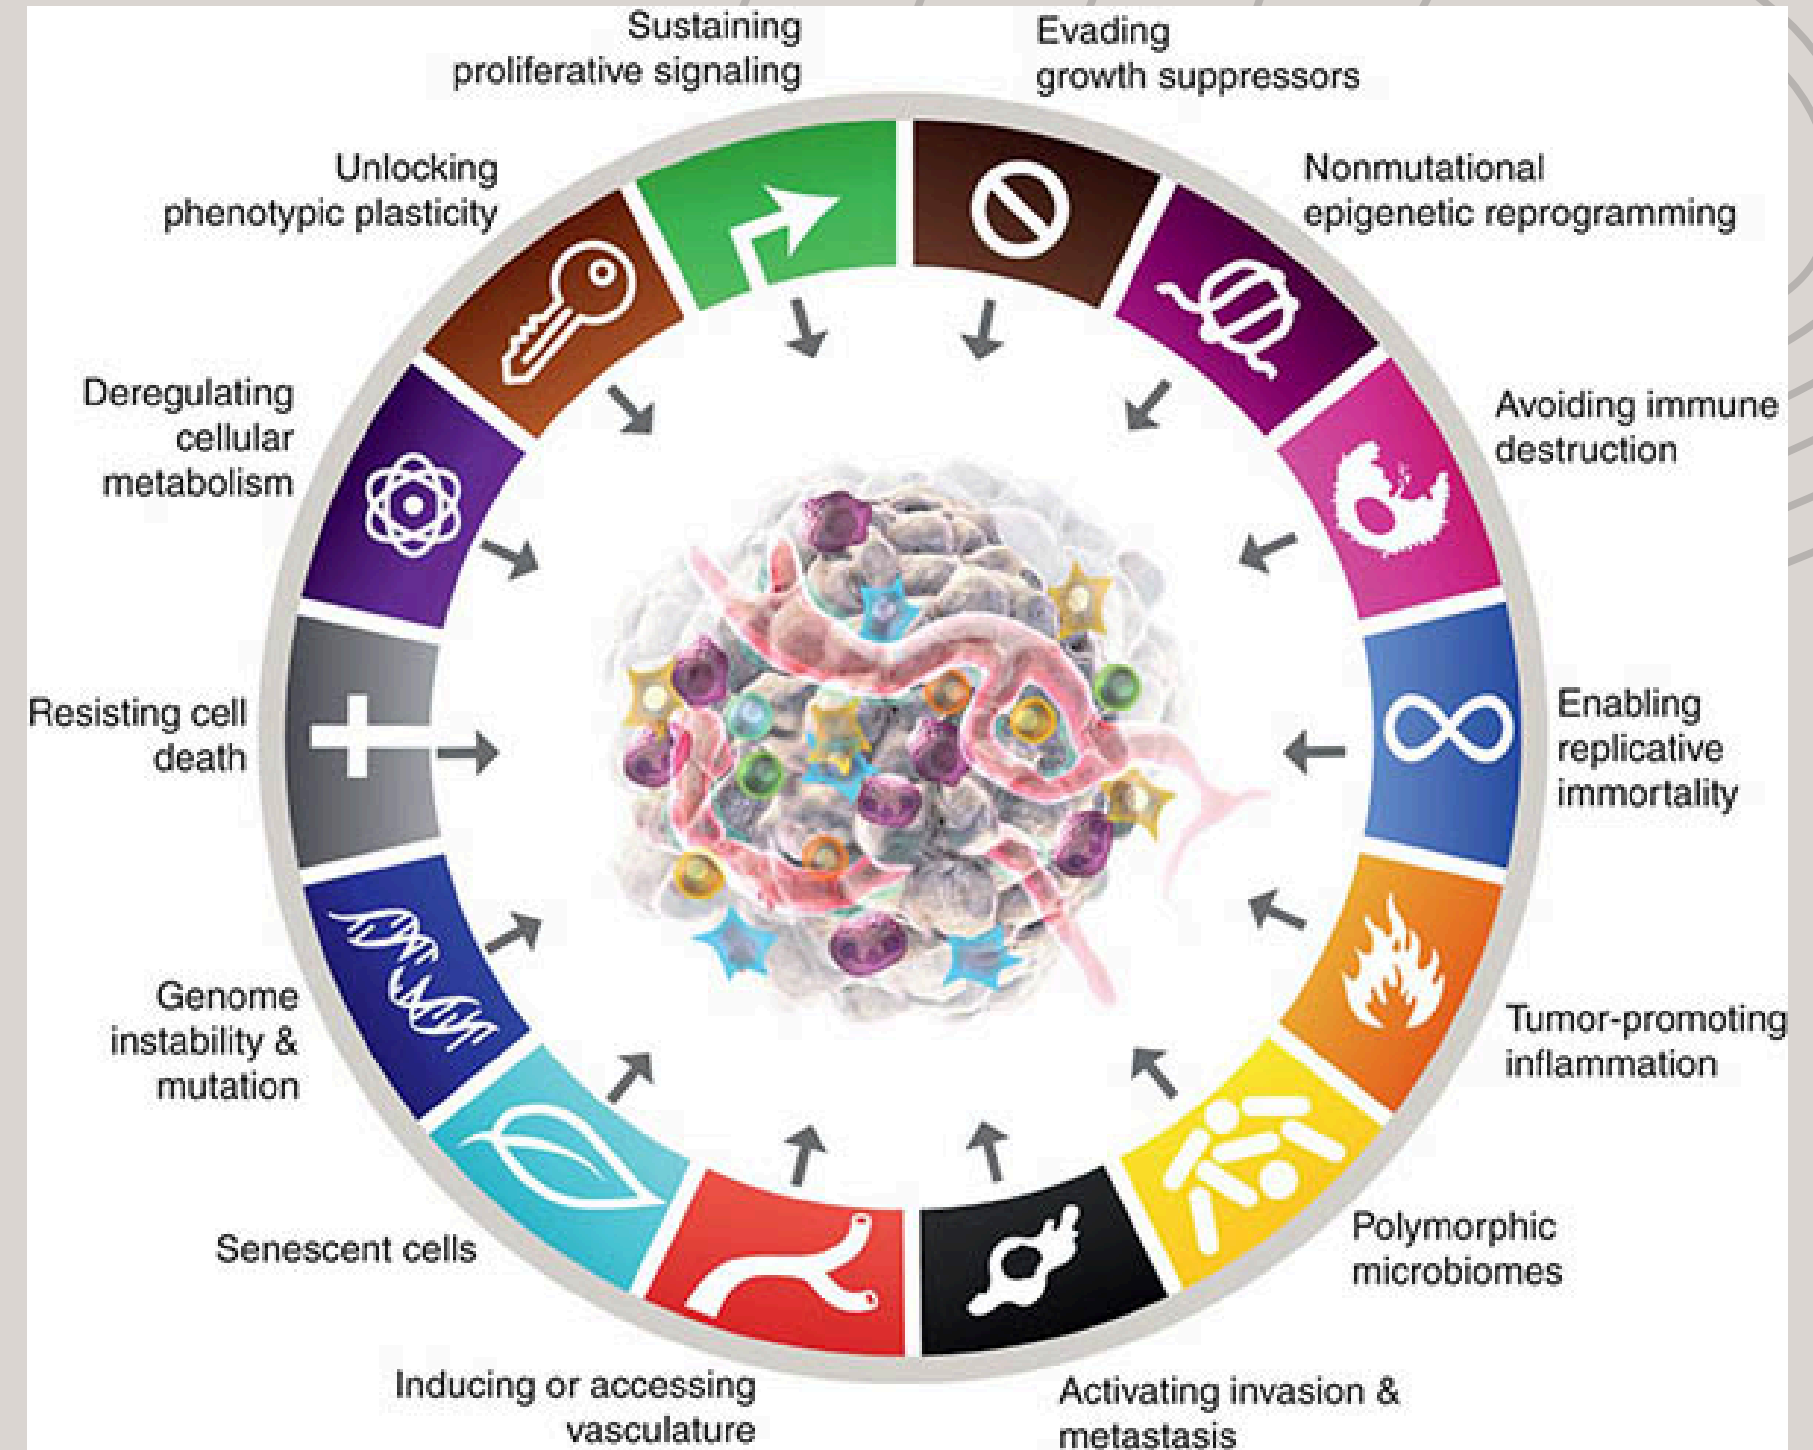 Sustaining
proliferative signaling
Evading
growth suppressors
Unlocking
phenotypic plasticity
Nonmutational
epigenetic reprogramming
Deregulating
cellular
metabolism
Avoiding immune
destruction
Resisting cell
death
Enabling
replicative
immortality
Genome
instability &
mutation
Tumor-promoting
inflammation
Senescent cells
Polymorphic
microbiomes
Inducing or accessing
vasculature
Activating invasion &
metastasis